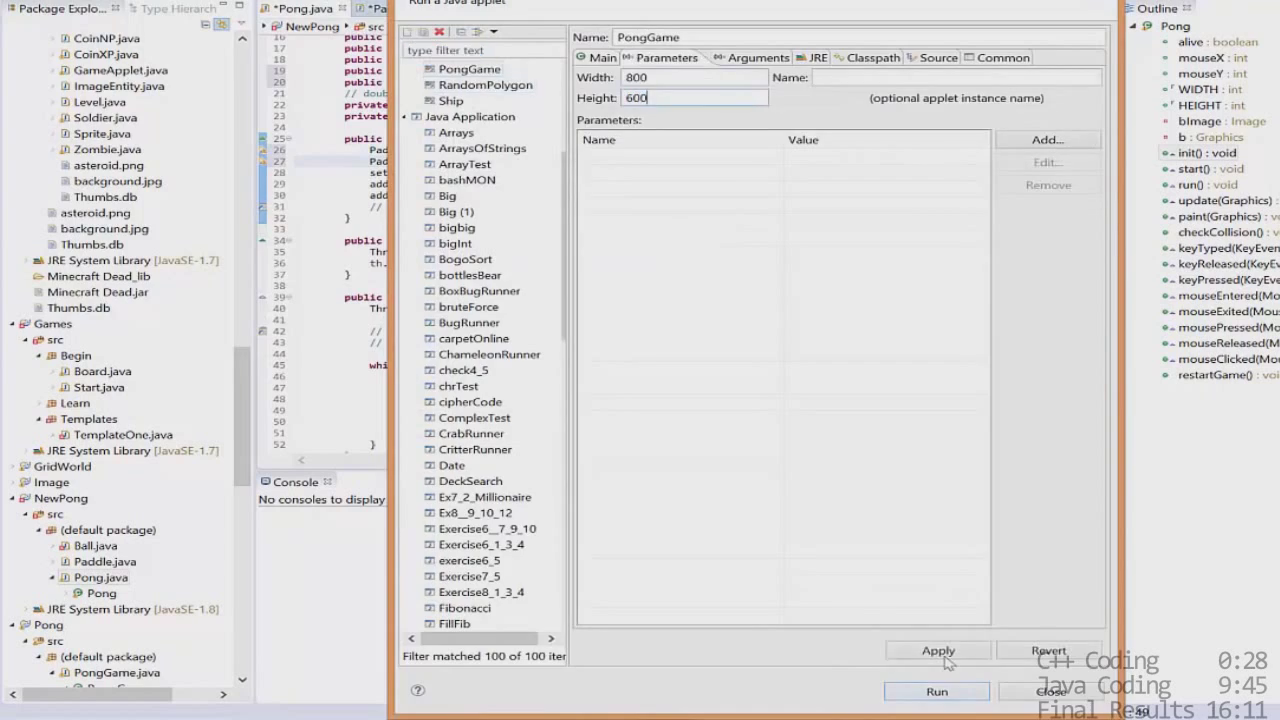 Package Explo...
Type Hierarch
CoinNP.java
CoinXP.java
GameApplet.java
ImageEntity.java
Level.java
Soldier.java
Sprite.java
Zombie.java
asteroid.png
background.jpg
Thumbs.db
asteroid.png
background.jpg
Thumbs.db
JRE System Library [JavaSE-1.7]
Minecraft Dead_lib
Minecraft Dead.jar
Thumbs.db
Games
src
Begin
Board.java
Start.java
Learn
Templates
TemplateOne.java
JRE System Library [JavaSE-1.7]
GridWorld
Image
NewPong
src
(default package)
Ball.java
Paddle.java
Pong.java
Pong
JRE System Library [JavaSE-1.8]
Pong
src
(default package)
PongGame.java
*Pong.java
*Pa
NewPong
src
16 public
17 public
18 public
19 public
20 public
21 // doub
22 private
23 private
24
25 public
26 Pad
27 Pad
28 set
29 add
30 add
31 //
32 }
33
34 public
35 Thr
36 th.
37 }
38
39 public
40 Thr
41
42 //
43 //
44
45 whi
46
47
48
49
50
51
52 }
Console
No consoles to display
Run a Java applet
type filter text
PongGame
RandomPolygon
Ship
Java Application
Arrays
ArraysOfStrings
ArrayTest
bashMON
Big
Big (1)
bigbig
bigInt
BogoSort
bottlesBear
BoxBugRunner
bruteForce
BugRunner
carpetOnline
ChameleonRunner
check4_5
chrTest
cipherCode
ComplexTest
CrabRunner
CritterRunner
Date
DeckSearch
Ex7_2_Millionaire
Ex8__9_10_12
Exercise6__7_9_10
Exercise6_1_3_4
exercise6_5
Exercise7_5
Exercise8_1_3_4
Fibonacci
FillFib
Filter matched 100 of 100 iter
Name: PongGame
Main Parameters Arguments JRE Classpath Source Common
Width: 800 Name:
Height: 600 (optional applet instance name)
Parameters:
Name Value
Add...
Edit...
Remove
Apply Revert
Run Close
Outline
Pong
alive : boolean
mouseX : int
mouseY : int
WIDTH : int
HEIGHT : int
bImage : Image
b : Graphics
init() : void
start() : void
run() : void
update(Graphics)
paint(Graphics) :
checkCollision() :
keyTyped(KeyEven
keyReleased(KeyE
keyPressed(KeyEve
mouseEntered(Mo
mouseExited(Mou
mousePressed(Mo
mouseReleased(M
mouseClicked(Mou
restartGame() : voi
C++ Coding 0:28
Java Coding 9:45
Final Results 16:11